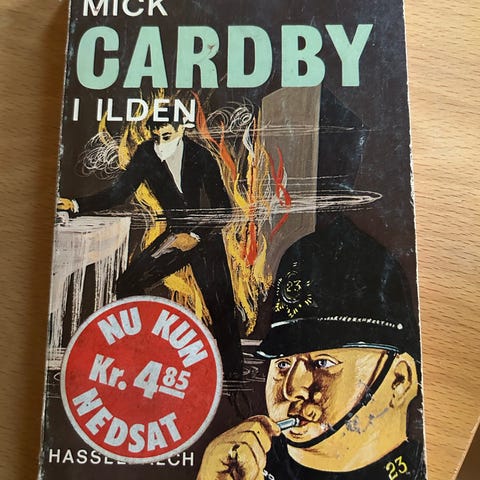 MICK
CARDBY
I ILDEN
NU KUN
Kr. 4.85
NEDSAT
23
23